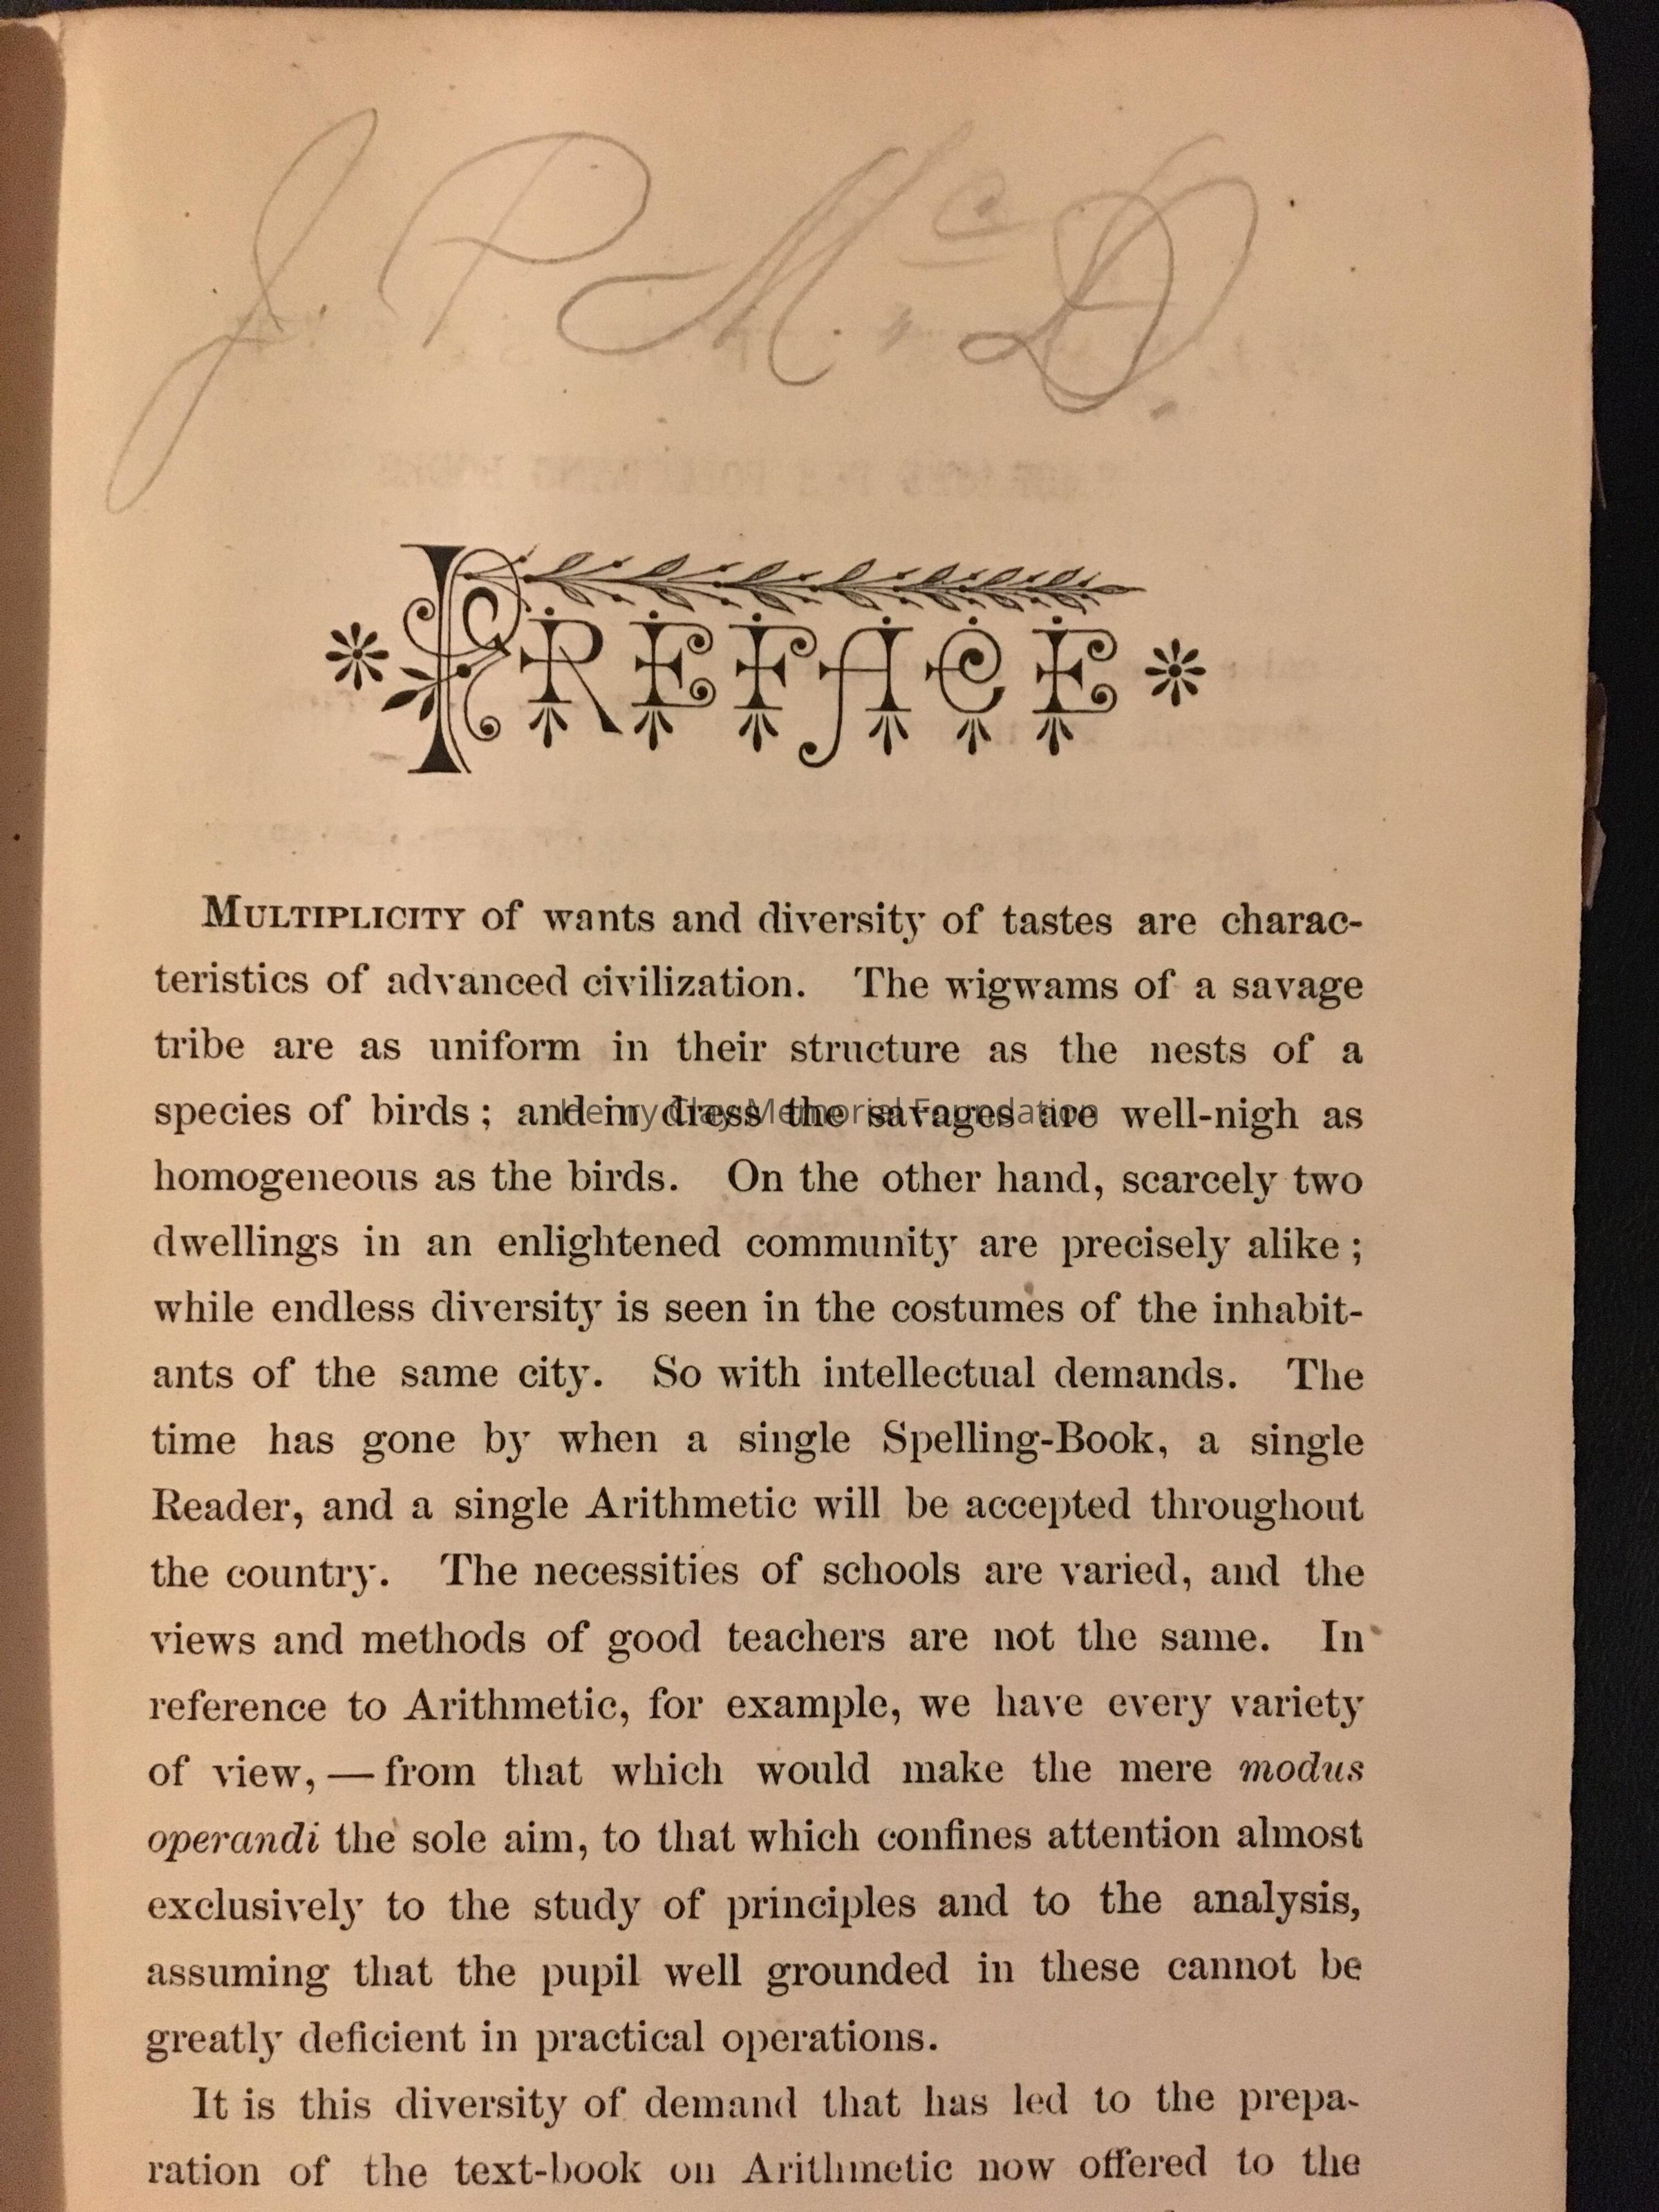 J. P. Mc. D.
PREFACE
MULTIPLICITY of wants and diversity of tastes are charac-
teristics of advanced civilization. The wigwams of a savage
tribe are as uniform in their structure as the nests of a
species of birds; and in dress the savages are well-nigh as
Henry Clay Memorial Foundation
homogeneous as the birds. On the other hand, scarcely two
dwellings in an enlightened community are precisely alike;
while endless diversity is seen in the costumes of the inhabit-
ants of the same city. So with intellectual demands. The
time has gone by when a single Spelling-Book, a single
Reader, and a single Arithmetic will be accepted throughout
the country. The necessities of schools are varied, and the
views and methods of good teachers are not the same. In
reference to Arithmetic, for example, we have every variety
of view, — from that which would make the mere modus
operandi the sole aim, to that which confines attention almost
exclusively to the study of principles and to the analysis,
assuming that the pupil well grounded in these cannot be
greatly deficient in practical operations.
It is this diversity of demand that has led to the prepa-
ration of the text-book on Arithmetic now offered to the